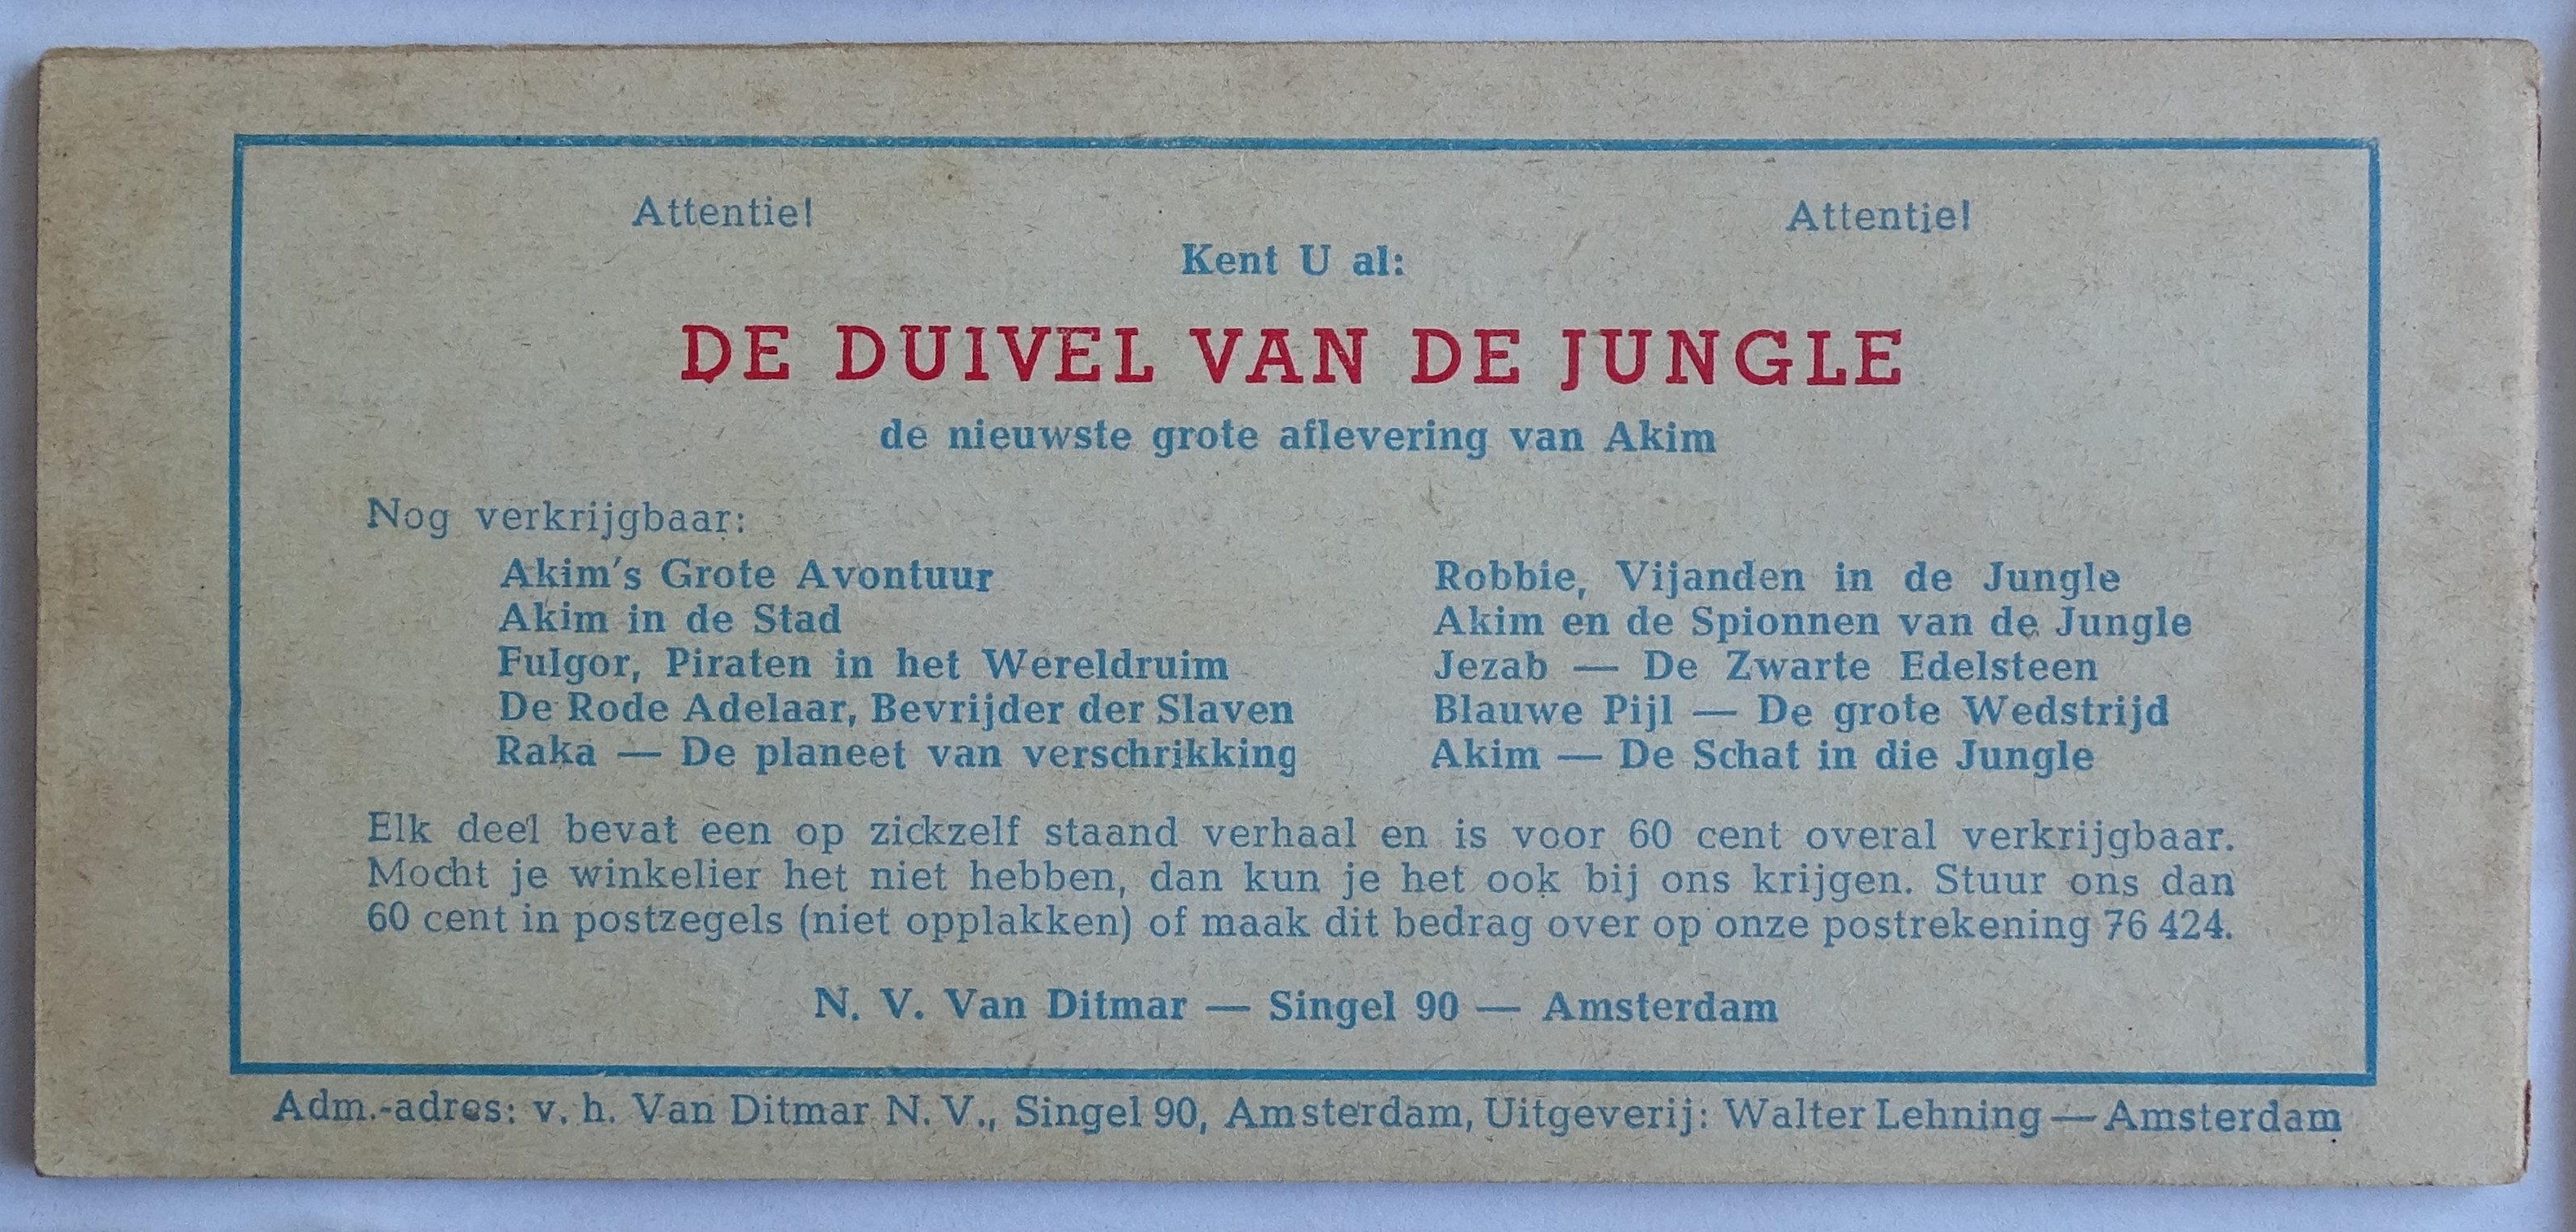 Attentie! Attentie!
Kent U al:
DE DUIVEL VAN DE JUNGLE
de nieuwste grote aflevering van Akim
Nog verkrijgbaar:
Akim's Grote Avontuur
Akim in de Stad
Fulgor, Piraten in het Wereldruim
De Rode Adelaar, Bevrijder der Slaven
Raka — De planeet van verschrikking
Robbie, Vijanden in de Jungle
Akim en de Spionnen van de Jungle
Jezab — De Zwarte Edelsteen
Blauwe Pijl — De grote Wedstrijd
Akim — De Schat in die Jungle
Elk deel bevat een op zickzelf staand verhaal en is voor 60 cent overal verkrijgbaar.
Mocht je winkelier het niet hebben, dan kun je het ook bij ons krijgen. Stuur ons dan
60 cent in postzegels (niet opplakken) of maak dit bedrag over op onze postrekening 76 424.
N. V. Van Ditmar — Singel 90 — Amsterdam
Adm.-adres: v. h. Van Ditmar N. V., Singel 90, Amsterdam, Uitgeverij: Walter Lehning — Amsterdam